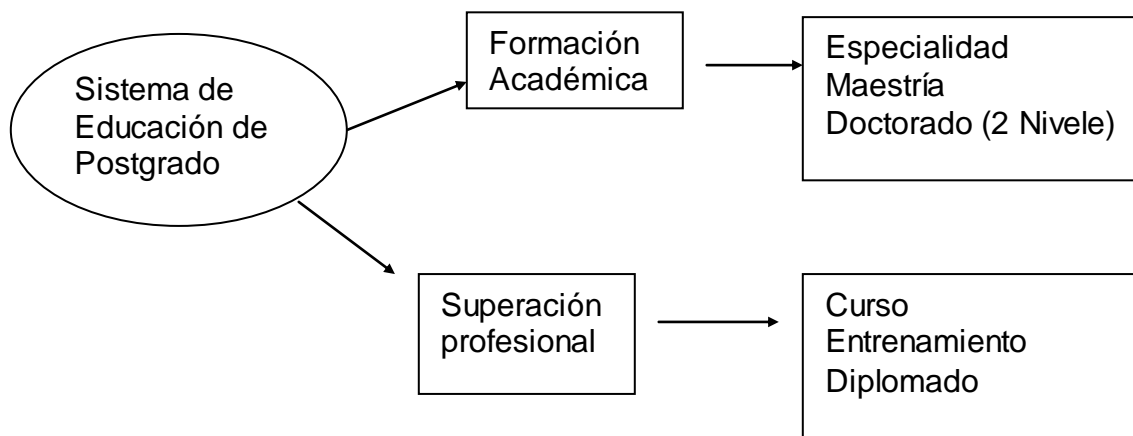 Sistema de
Educación de
Postgrado
Formación
Académica
Especialidad
Maestría
Doctorado (2 Nivele)
Superación
profesional
Curso
Entrenamiento
Diplomado